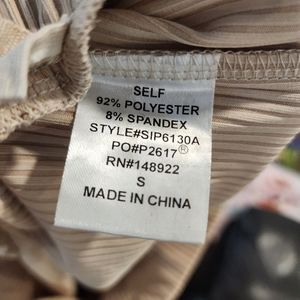 SELF
92% POLYESTER
8% SPANDEX
STYLE#SIP6130A
PO#P2617®
RN#148922
S
MADE IN CHINA